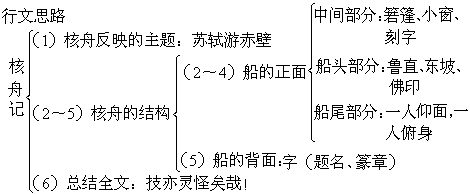 行文思路
核舟记
(1) 核舟反映的主题：苏轼游赤壁
(2～5) 核舟的结构
(2～4) 船的正面
中间部分：箬篷、小窗、
刻字
船头部分：鲁直、东坡、
佛印
船尾部分：一人仰面，一
人俯身
(5) 船的背面：字（题名、篆章）
(6) 总结全文：技亦灵怪矣哉！